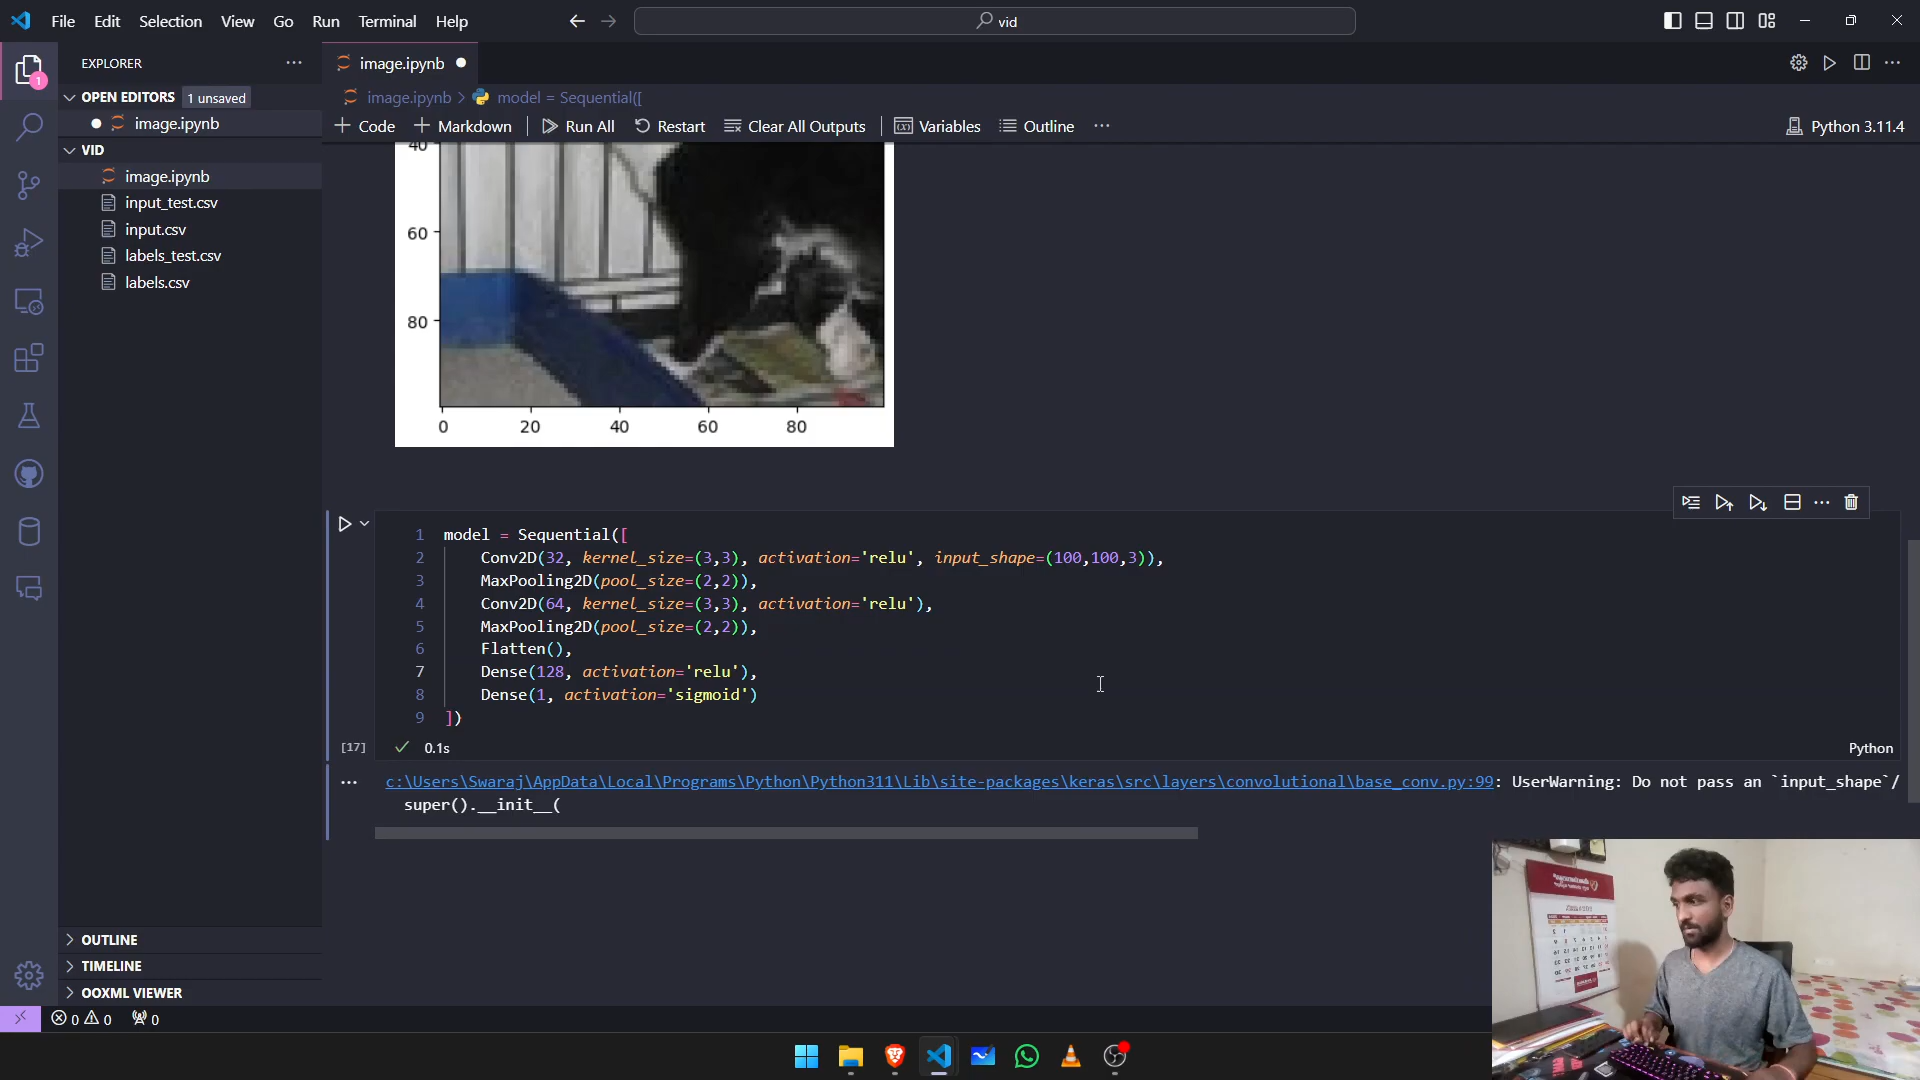 File Edit Selection View Go Run Terminal Help
vid
EXPLORER
OPEN EDITORS 1 unsaved
image.ipynb
VID
image.ipynb
input_test.csv
input.csv
labels_test.csv
labels.csv
OUTLINE
TIMELINE
OOXML VIEWER
1
image.ipynb
image.ipynb > model = Sequential([
Code Markdown Run All Restart Clear All Outputs Variables Outline
Python 3.11.4
40
60
80
0 20 40 60 80
1 model = Sequential([
2 Conv2D(32, kernel_size=(3,3), activation='relu', input_shape=(100,100,3)),
3 MaxPooling2D(pool_size=(2,2)),
4 Conv2D(64, kernel_size=(3,3), activation='relu'),
5 MaxPooling2D(pool_size=(2,2)),
6 Flatten(),
7 Dense(128, activation='relu'),
8 Dense(1, activation='sigmoid')
9 ])
[17] 0.1s
Python
c:\Users\Swaraj\AppData\Local\Programs\Python\Python311\Lib\site-packages\keras\src\layers\convolutional\base_conv.py:99: UserWarning: Do not pass an `input_shape`/
super().__init__(
0 0 0